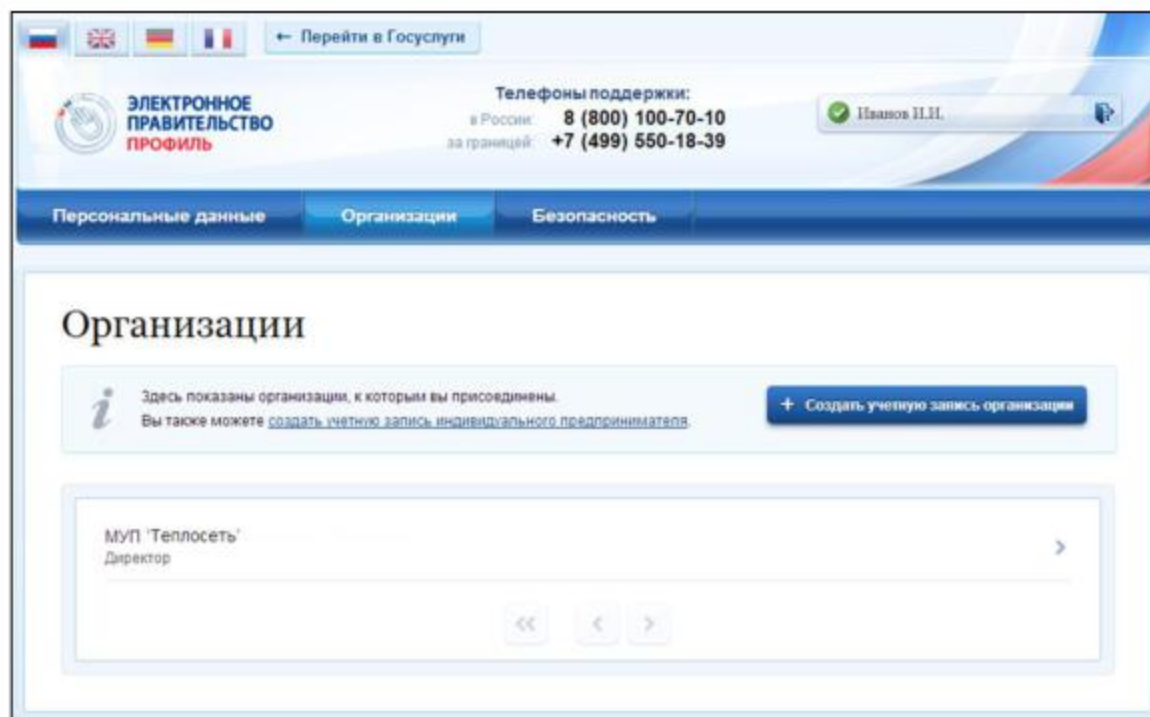 ← Перейти в Госуслуги
ЭЛЕКТРОННОЕ
ПРАВИТЕЛЬСТВО
ПРОФИЛЬ
Телефоны поддержки:
в России: 8 (800) 100-70-10
за границей: +7 (499) 550-18-39
Иванов И.И.
Персональные данные Организации Безопасность
Организации
Здесь показаны организации, к которым вы присоединены.
Вы также можете создать учетную запись индивидуального предпринимателя.
+ Создать учетную запись организации
МУП 'Теплосеть'
Директор